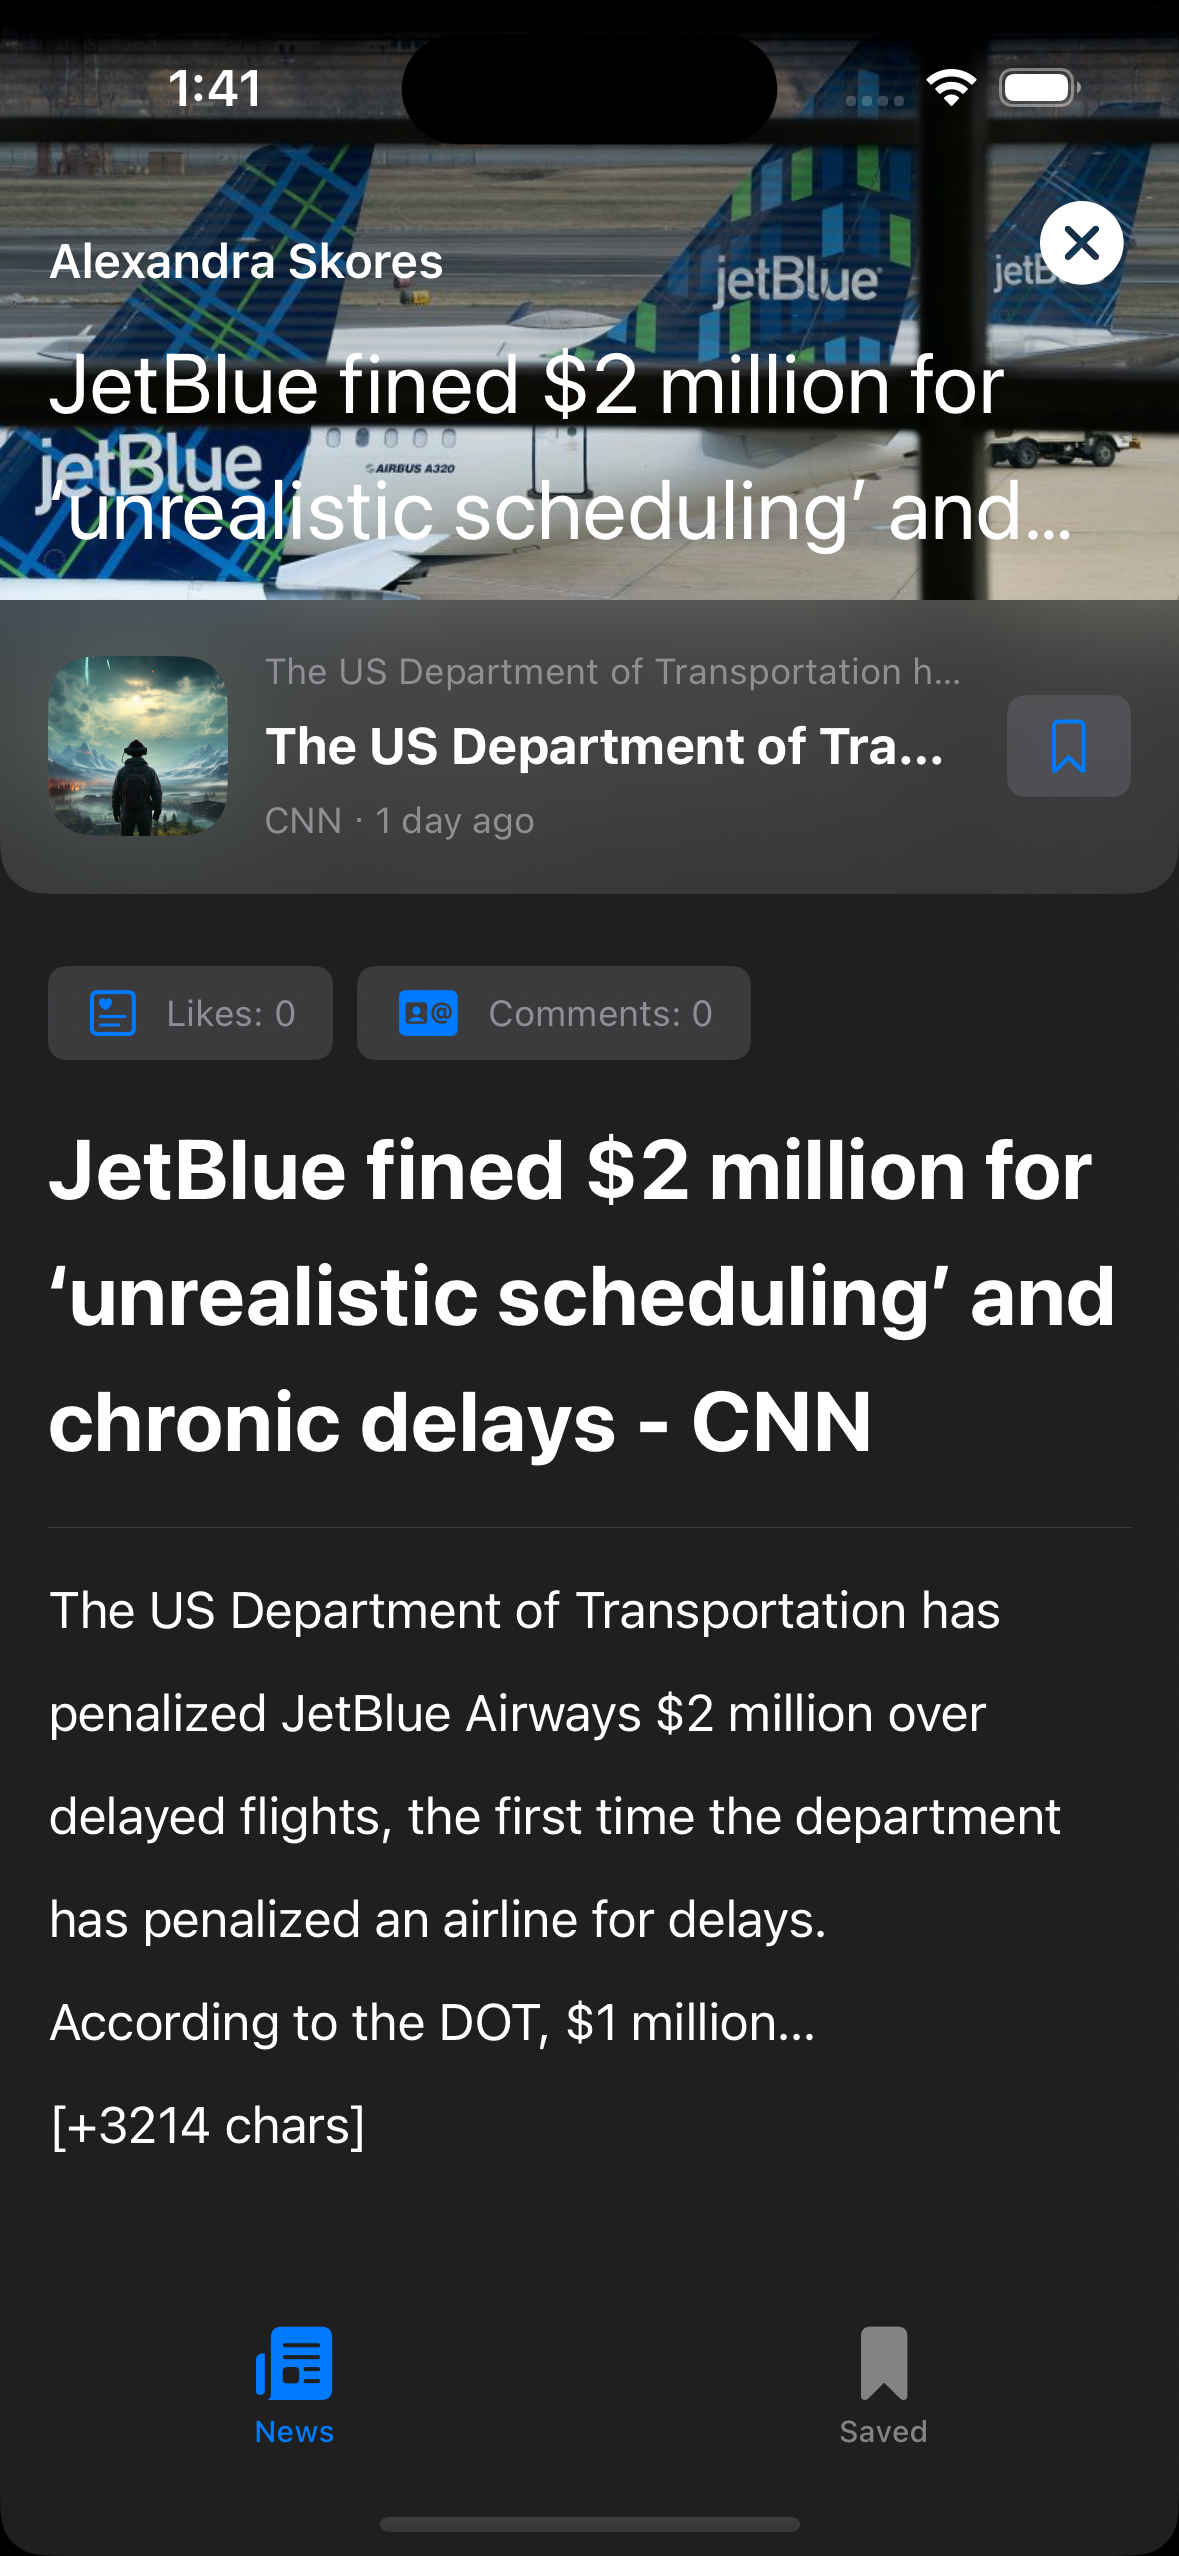 1:41
Alexandra Skores
jetBlue
jetB
JetBlue fined $2 million for
AIRBUS A320
jetBlue
‘unrealistic scheduling’ and...
The US Department of Transportation h...
The US Department of Tra...
CNN · 1 day ago
Likes: 0
Comments: 0
JetBlue fined $2 million for
‘unrealistic scheduling’ and
chronic delays - CNN
The US Department of Transportation has
penalized JetBlue Airways $2 million over
delayed flights, the first time the department
has penalized an airline for delays.
According to the DOT, $1 million…
[+3214 chars]
News
Saved